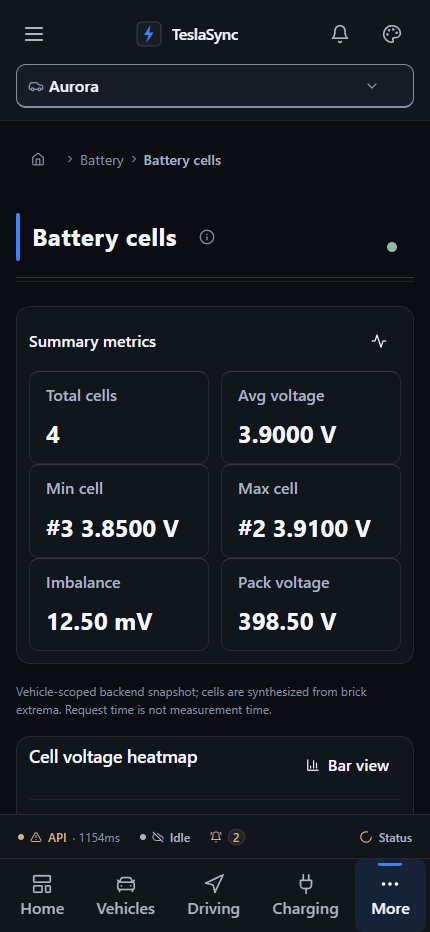 TeslaSync
Aurora
Battery
Battery cells
Battery cells
Summary metrics
Total cells
4
Avg voltage
3.9000 V
Min cell
#3 3.8500 V
Max cell
#2 3.9100 V
Imbalance
12.50 mV
Pack voltage
398.50 V
Vehicle-scoped backend snapshot; cells are synthesized from brick
extrema. Request time is not measurement time.
Cell voltage heatmap
Bar view
API · 1154ms
Idle
2
Status
Home
Vehicles
Driving
Charging
More